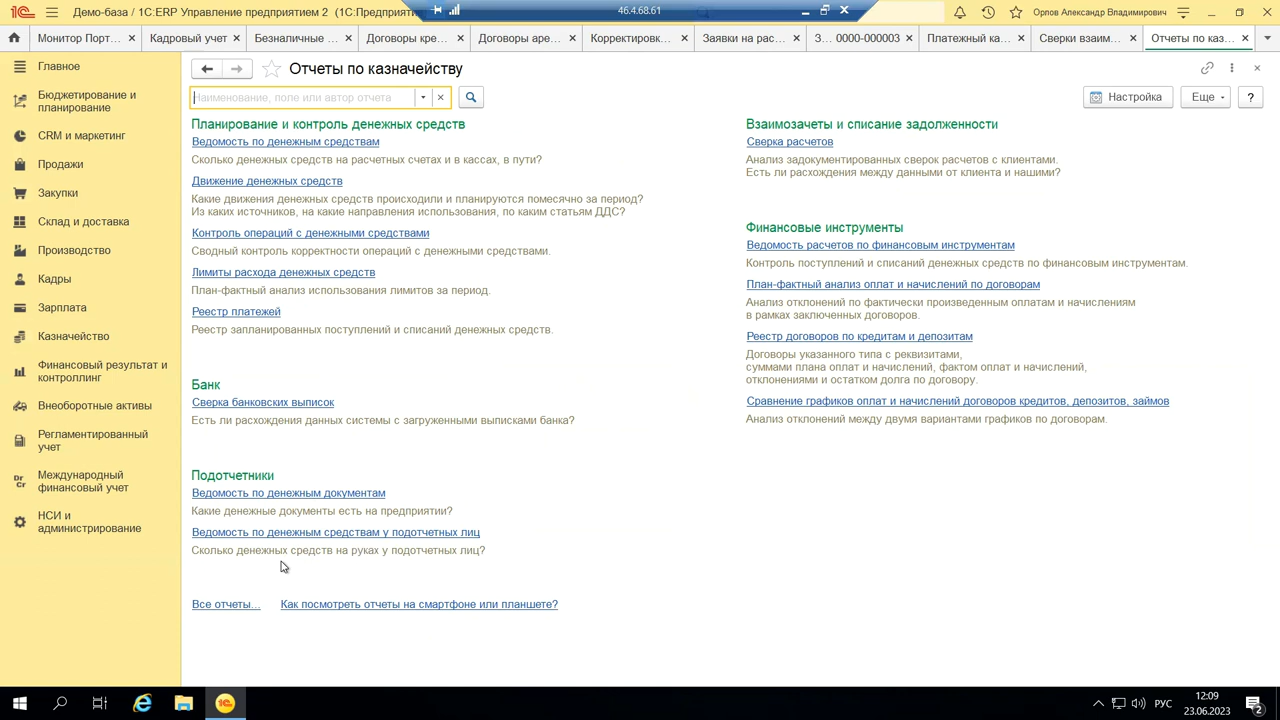 Демо-база / 1С:ERP Управление предприятием 2 (1С:Предприяти
46.4.68.61
Орлов Александр Владимирович
Монитор Порт...
Кадровый учет
Безналичные ...
Договоры кре...
Договоры аре...
Корректировк...
Заявки на рас...
З... 0000-000003
Платежный ка...
Сверки взаим...
Отчеты по каз...
Главное
Бюджетирование и
планирование
CRM и маркетинг
Продажи
Закупки
Склад и доставка
Производство
Кадры
Зарплата
Казначейство
Финансовый результат и
контроллинг
Внеоборотные активы
Регламентированный
учет
Dr
Cr
Международный
финансовый учет
НСИ и
администрирование
Отчеты по казначейству
Наименование, поле или автор отчета
Настройка
Еще
?
Планирование и контроль денежных средств
Ведомость по денежным средствам
Сколько денежных средств на расчетных счетах и в кассах, в пути?
Движение денежных средств
Какие движения денежных средств происходили и планируются помесячно за период?
Из каких источников, на какие направления использования, по каким статьям ДДС?
Контроль операций с денежными средствами
Сводный контроль корректности операций с денежными средствами.
Лимиты расхода денежных средств
План-фактный анализ использования лимитов за период.
Реестр платежей
Реестр запланированных поступлений и списаний денежных средств.
Банк
Сверка банковских выписок
Есть ли расхождения данных системы с загруженными выписками банка?
Подотчетники
Ведомость по денежным документам
Какие денежные документы есть на предприятии?
Ведомость по денежным средствам у подотчетных лиц
Сколько денежных средств на руках у подотчетных лиц?
Все отчеты...
Как посмотреть отчеты на смартфоне или планшете?
Взаимозачеты и списание задолженности
Сверка расчетов
Анализ задокументированных сверок расчетов с клиентами.
Есть ли расхождения между данными от клиента и нашими?
Финансовые инструменты
Ведомость расчетов по финансовым инструментам
Контроль поступлений и списаний денежных средств по финансовым инструментам.
План-фактный анализ оплат и начислений по договорам
Анализ отклонений по фактически произведенным оплатам и начислениям
в рамках заключенных договоров.
Реестр договоров по кредитам и депозитам
Договоры указанного типа с реквизитами,
суммами плана оплат и начислений, фактом оплат и начислений,
отклонениями и остатком долга по договору.
Сравнение графиков оплат и начислений договоров кредитов, депозитов, займов
Анализ отклонений между двумя вариантами графиков по договорам.
РУС
12:09
23.06.2023
2